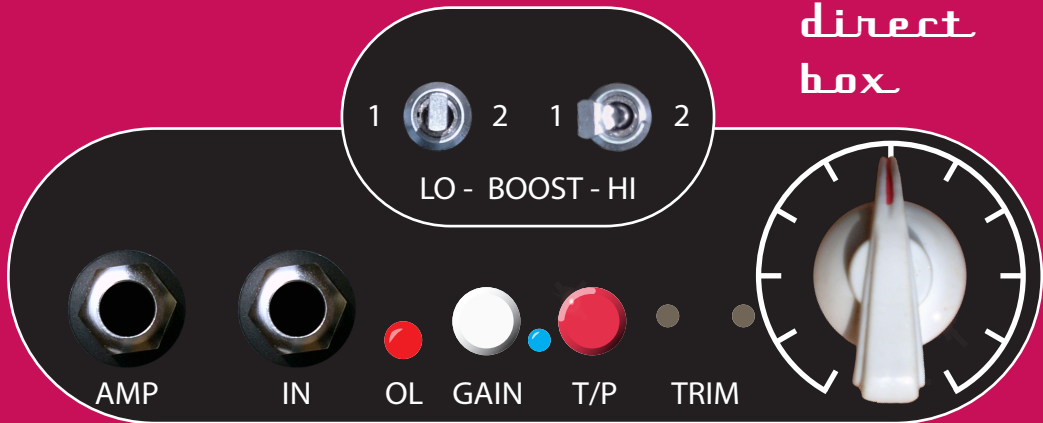 direct
box
1 2 1 2
LO - BOOST - HI
AMP IN OL GAIN T/P TRIM